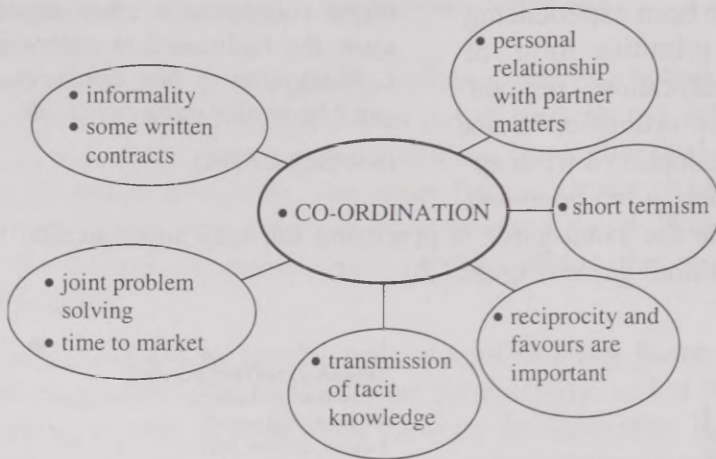 • informality
• some written
contracts
• personal
relationship
with partner
matters
• CO-ORDINATION
• short termism
• joint problem
solving
• time to market
• transmission
of tacit
knowledge
• reciprocity and
favours are
important